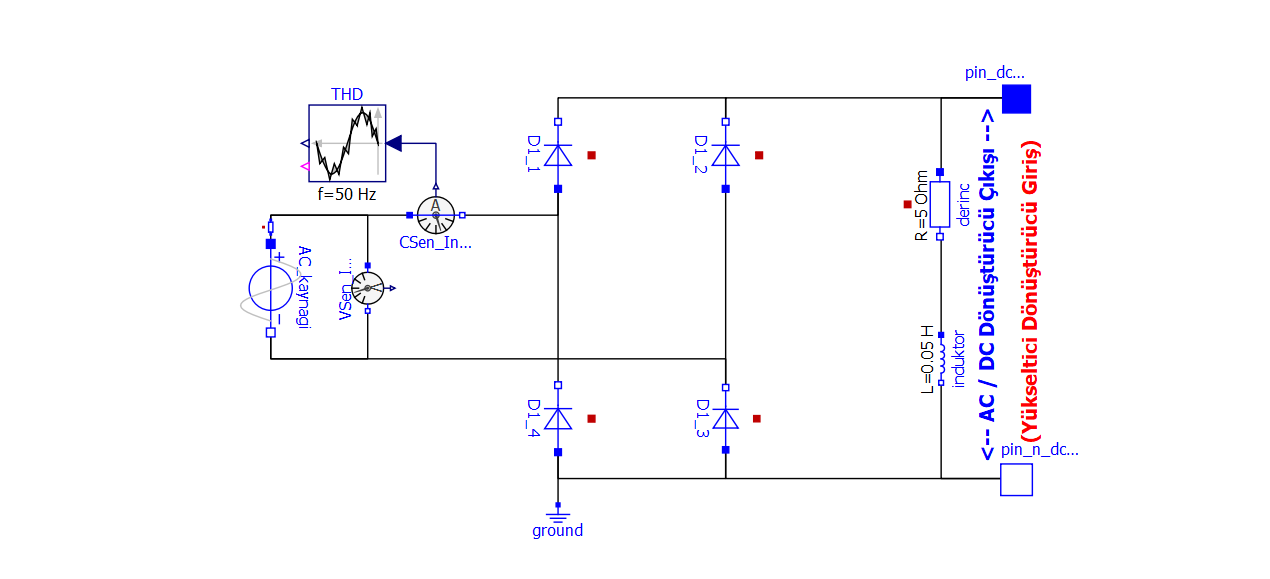 pin_dc...
THD
f=50 Hz
D1_1
D1_2
A
CSen_In...
R=5 Ohm
derinc
<--- AC / DC Dönüştürücü Çıkışı -->
(Yükseltici Dönüştürücü Giriş)
+
AC_kaynagi
VSen_I...
L=0.05 H
induktor
D1_4
D1_3
pin_n_dc...
ground